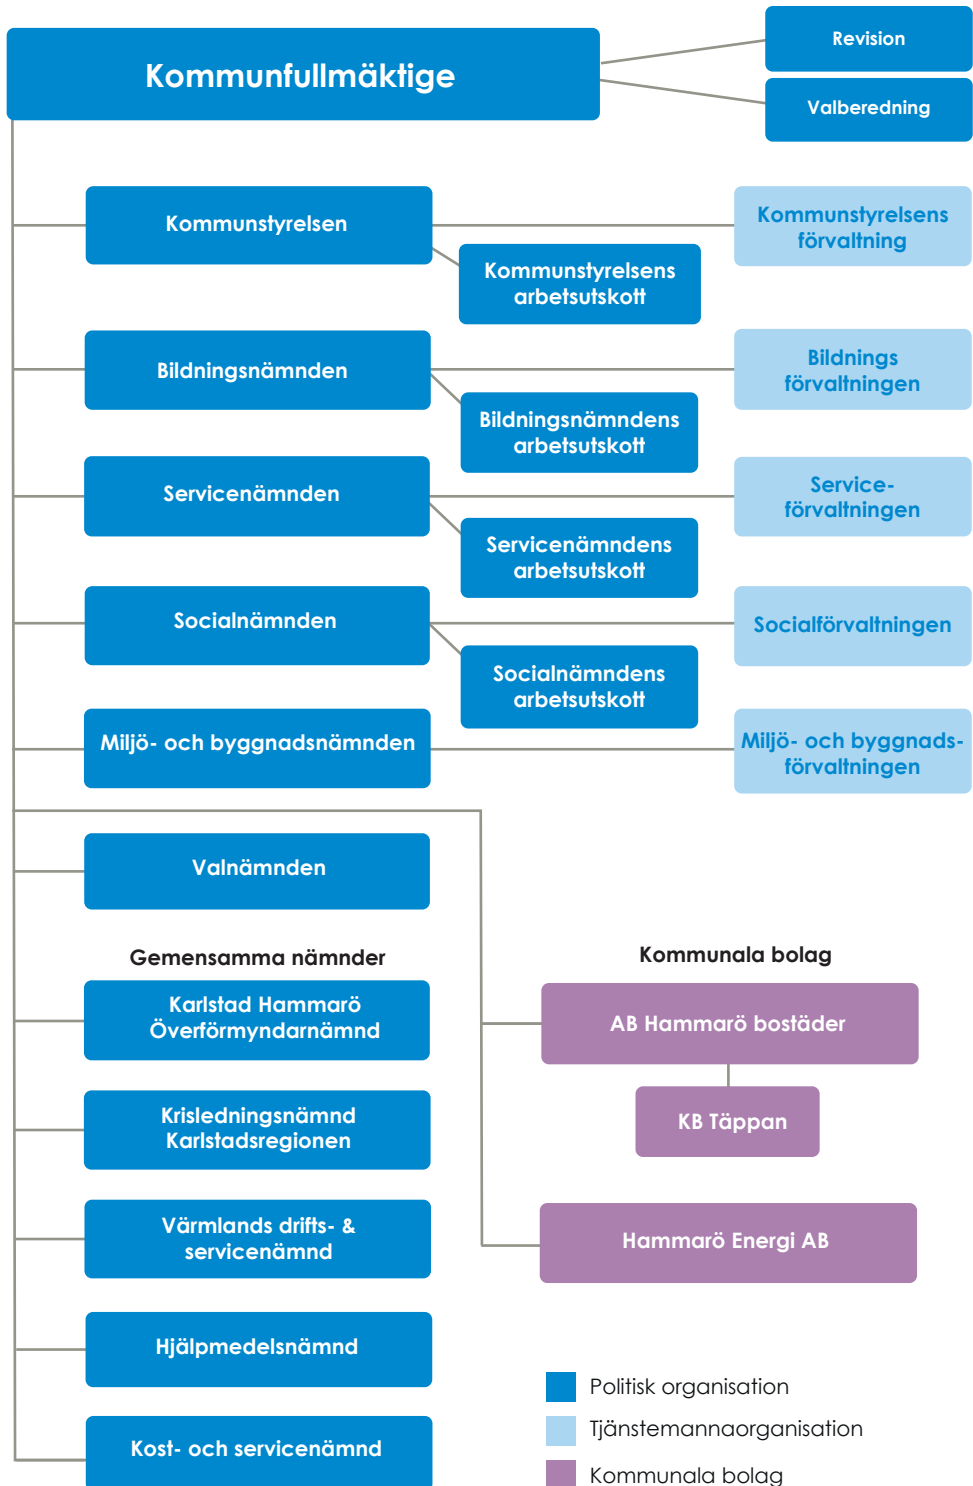 Kommunfullmäktige
Revision
Valberedning
Kommunstyrelsen
Kommunstyrelsens
förvaltning
Kommunstyrelsens
arbetsutskott
Bildningsnämnden
Bildnings
förvaltningen
Bildningsnämndens
arbetsutskott
Servicenämnden
Service-
förvaltningen
Servicenämndens
arbetsutskott
Socialnämnden
Socialförvaltningen
Socialnämndens
arbetsutskott
Miljö- och byggnadsnämnden
Miljö- och byggnads-
förvaltningen
Valnämnden
Gemensamma nämnder
Karlstad Hammarö
Överförmyndarnämnd
Krisledningsnämnd
Karlstadsregionen
Värmlands drifts- &
servicenämnd
Hjälpmedelsnämnd
Kost- och servicenämnd
Kommunala bolag
AB Hammarö bostäder
KB Täppan
Hammarö Energi AB
Politisk organisation
Tjänstemannaorganisation
Kommunala bolag